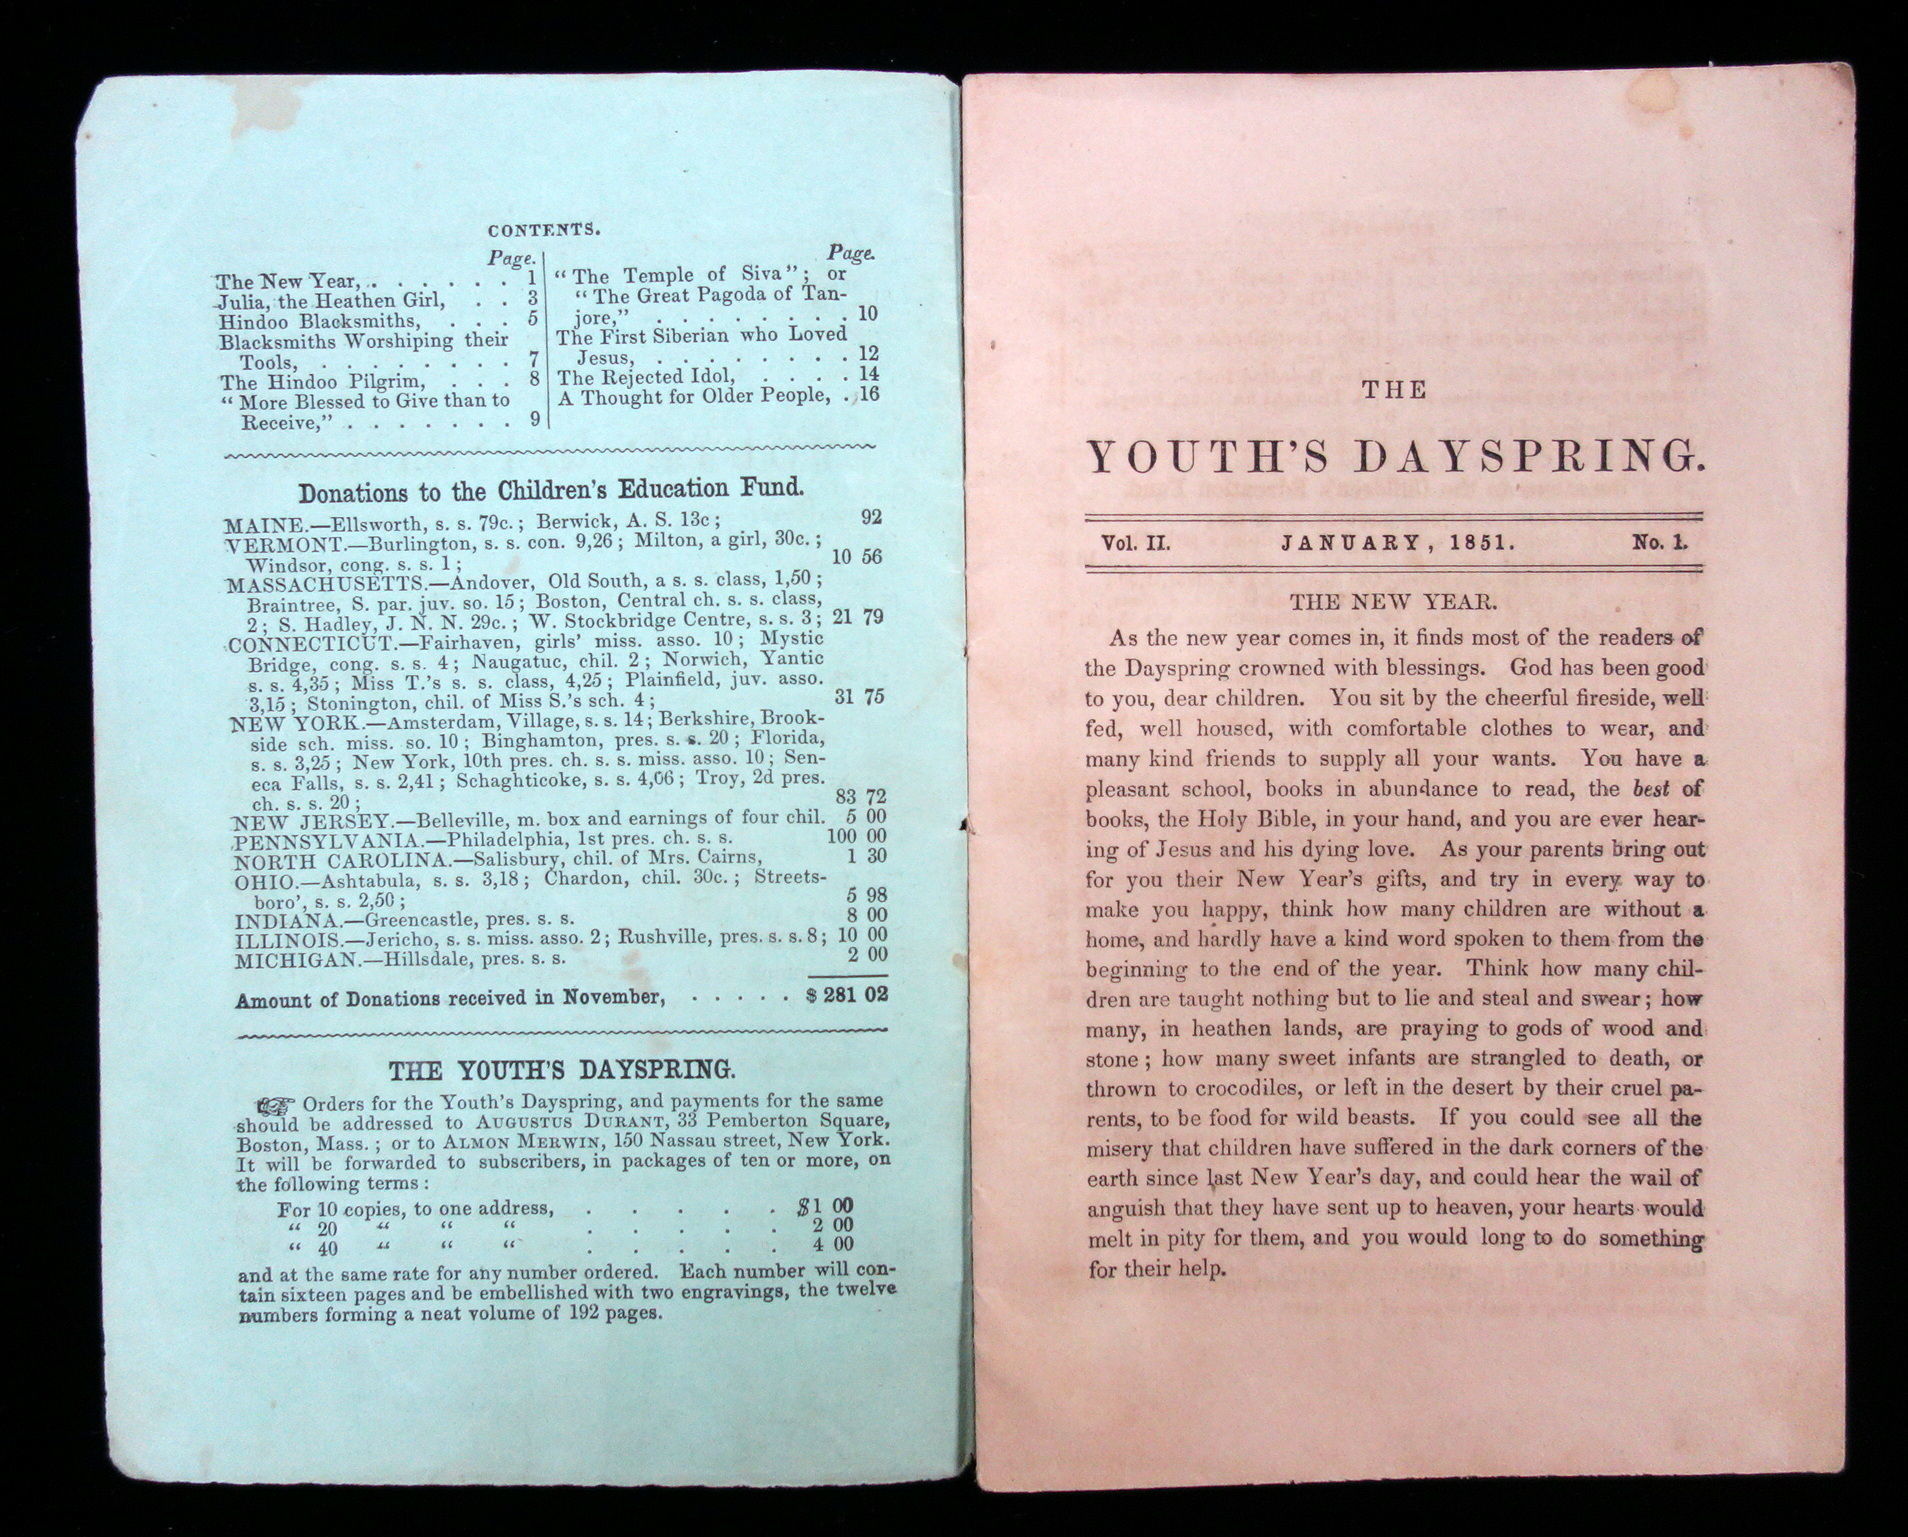 CONTENTS.
Page.
The New Year, . . . . . . . 1
Julia, the Heathen Girl, . . 3
Hindoo Blacksmiths, . . . 5
Blacksmiths Worshiping their
Tools, . . . . . . . . 7
The Hindoo Pilgrim, . . . 8
“ More Blessed to Give than to
Receive,” . . . . . . . 9
Page.
“ The Temple of Siva” ; or
“ The Great Pagoda of Tan-
jore,” . . . . . . . . 10
The First Siberian who Loved
Jesus, . . . . . . . . 12
The Rejected Idol, . . . . 14
A Thought for Older People, . 16
Donations to the Children's Education Fund.
MAINE.—Ellsworth, s. s. 79c. ; Berwick, A. S. 13c ; 92
VERMONT.—Burlington, s. s. con. 9,26 ; Milton, a girl, 30c. ;
Windsor, cong. s. s. 1 ; 10 56
MASSACHUSETTS.—Andover, Old South, a s. s. class, 1,50 ;
Braintree, S. par. juv. so. 15 ; Boston, Central ch. s. s. class,
2 ; S. Hadley, J. N. N. 29c. ; W. Stockbridge Centre, s. s. 3 ; 21 79
CONNECTICUT.—Fairhaven, girls' miss. asso. 10 ; Mystic
Bridge, cong. s. s. 4 ; Naugatuc, chil. 2 ; Norwich, Yantic
s. s. 4,35 ; Miss T.'s s. s. class, 4,25 ; Plainfield, juv. asso.
3,15 ; Stonington, chil. of Miss S.'s sch. 4 ; 31 75
NEW YORK.—Amsterdam, Village, s. s. 14 ; Berkshire, Brook-
side sch. miss. so. 10 ; Binghamton, pres. s. s. 20 ; Florida,
s. s. 3,25 ; New York, 10th pres. ch. s. s. miss. asso. 10 ; Sen-
eca Falls, s. s. 2,41 ; Schaghticoke, s. s. 4,06 ; Troy, 2d pres.
ch. s. s. 20 ; 83 72
NEW JERSEY.—Belleville, m. box and earnings of four chil. 5 00
PENNSYLVANIA.—Philadelphia, 1st pres. ch. s. s. 100 00
NORTH CAROLINA.—Salisbury, chil. of Mrs. Cairns, 1 30
OHIO.—Ashtabula, s. s. 3,18 ; Chardon, chil. 30c. ; Streets-
boro', s. s. 2,50 ; 5 98
INDIANA.—Greencastle, pres. s. s. 8 00
ILLINOIS.—Jericho, s. s. miss. asso. 2 ; Rushville, pres. s. s. 8 ; 10 00
MICHIGAN.—Hillsdale, pres. s. s. 2 00
Amount of Donations received in November, . . . . . $ 281 02
THE YOUTH'S DAYSPRING.
☞ Orders for the Youth's Dayspring, and payments for the same
should be addressed to AUGUSTUS DURANT, 33 Pemberton Square,
Boston, Mass. ; or to ALMON MERWIN, 150 Nassau street, New York.
It will be forwarded to subscribers, in packages of ten or more, on
the following terms :
For 10 copies, to one address, . . . . . $1 00
“ 20 “ “ “ . . . . . 2 00
“ 40 “ “ “ . . . . . 4 00
and at the same rate for any number ordered. Each number will con-
tain sixteen pages and be embellished with two engravings, the twelve
numbers forming a neat volume of 192 pages.
THE
YOUTH'S DAYSPRING.
Vol. II. JANUARY, 1851. No. 1.
THE NEW YEAR.
As the new year comes in, it finds most of the readers of
the Dayspring crowned with blessings. God has been good
to you, dear children. You sit by the cheerful fireside, well
fed, well housed, with comfortable clothes to wear, and
many kind friends to supply all your wants. You have a
pleasant school, books in abundance to read, the best of
books, the Holy Bible, in your hand, and you are ever hear-
ing of Jesus and his dying love. As your parents bring out
for you their New Year's gifts, and try in every way to
make you happy, think how many children are without a
home, and hardly have a kind word spoken to them from the
beginning to the end of the year. Think how many chil-
dren are taught nothing but to lie and steal and swear ; how
many, in heathen lands, are praying to gods of wood and
stone ; how many sweet infants are strangled to death, or
thrown to crocodiles, or left in the desert by their cruel pa-
rents, to be food for wild beasts. If you could see all the
misery that children have suffered in the dark corners of the
earth since last New Year's day, and could hear the wail of
anguish that they have sent up to heaven, your hearts would
melt in pity for them, and you would long to do something
for their help.